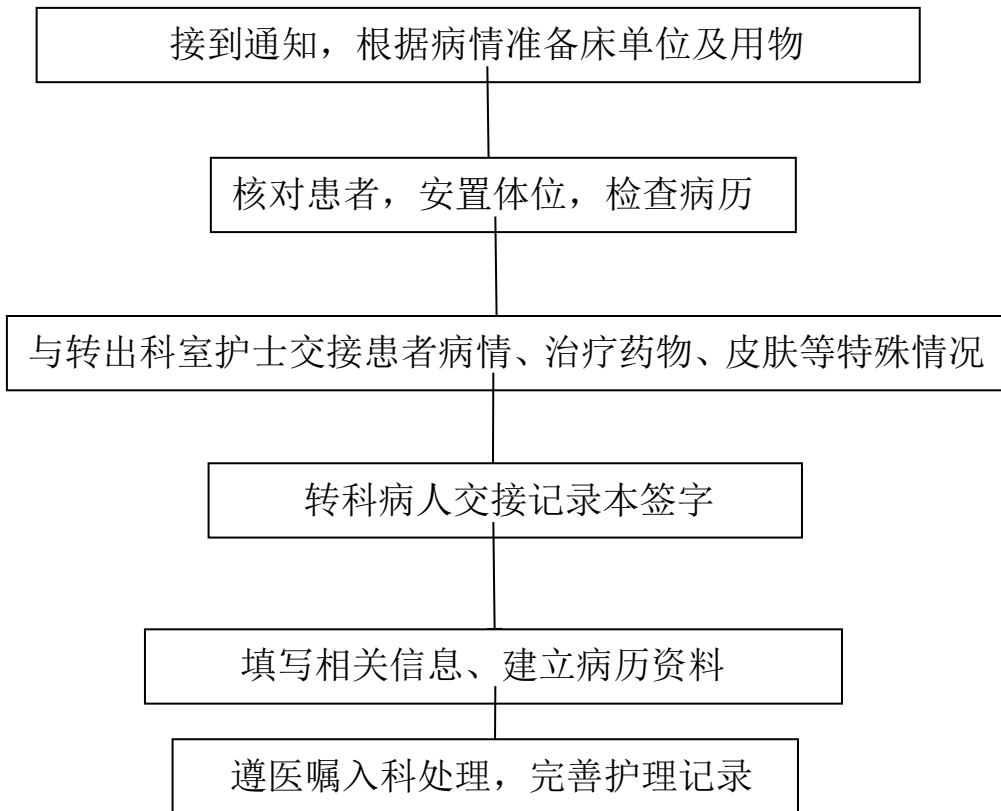 接到通知，根据病情准备床单位及用物
核对患者，安置体位，检查病历
与转出科室护士交接患者病情、治疗药物、皮肤等特殊情况
转科病人交接记录本签字
填写相关信息、建立病历资料
遵医嘱入科处理，完善护理记录